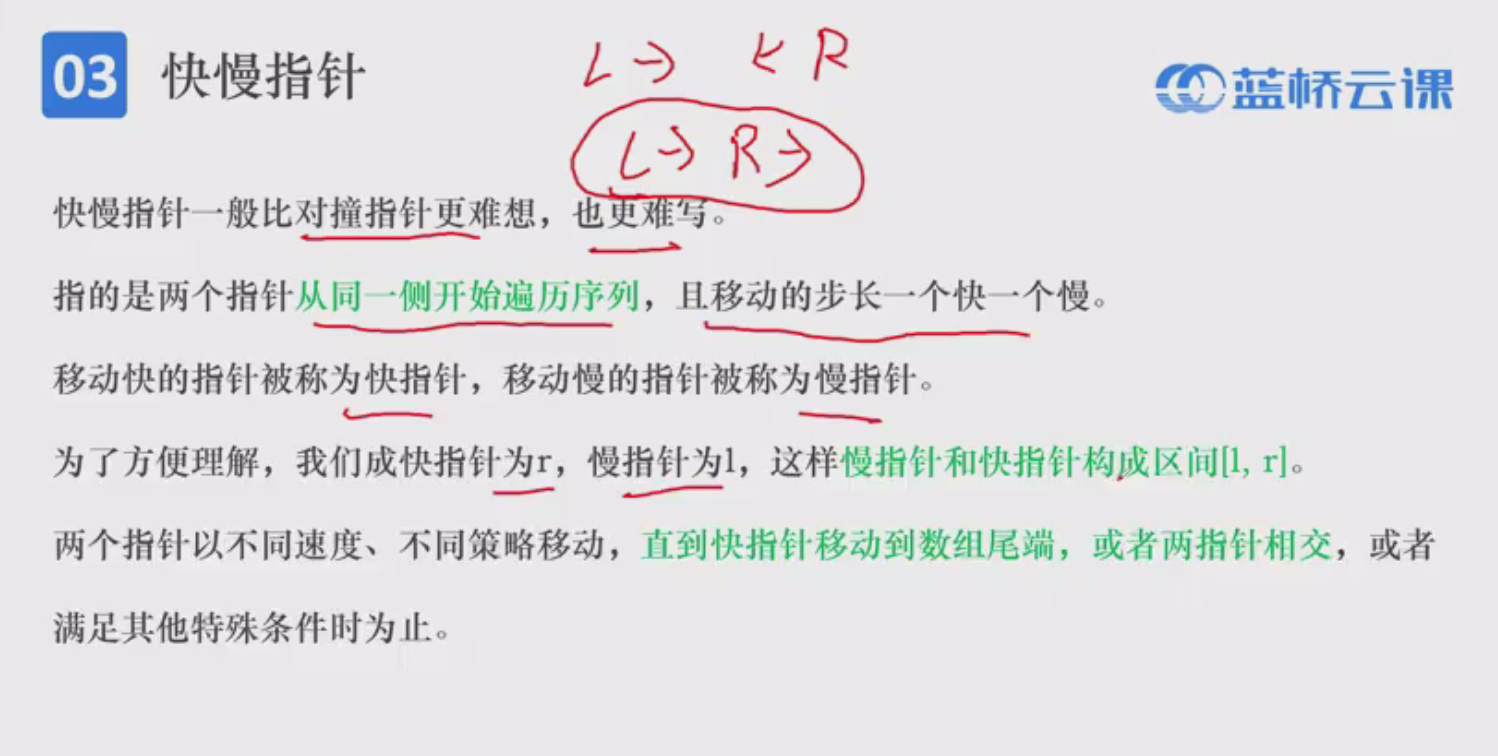 03 快慢指针
L → ← R
蓝桥云课
L → R →
快慢指针一般比对撞指针更难想，也更难写。
指的是两个指针从同一侧开始遍历序列，且移动的步长一个快一个慢。
移动快的指针被称为快指针，移动慢的指针被称为慢指针。
为了方便理解，我们成快指针为r，慢指针为l，这样慢指针和快指针构成区间[l, r]。
两个指针以不同速度、不同策略移动，直到快指针移动到数组尾端，或者两指针相交，或者
满足其他特殊条件时为止。